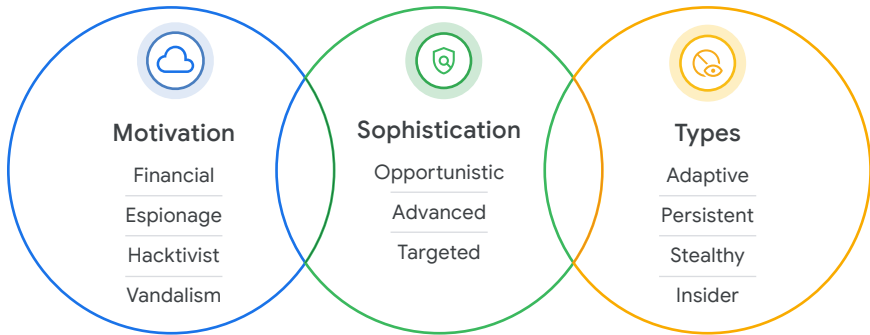 Motivation
Financial
Espionage
Hacktivist
Vandalism
Sophistication
Opportunistic
Advanced
Targeted
Types
Adaptive
Persistent
Stealthy
Insider